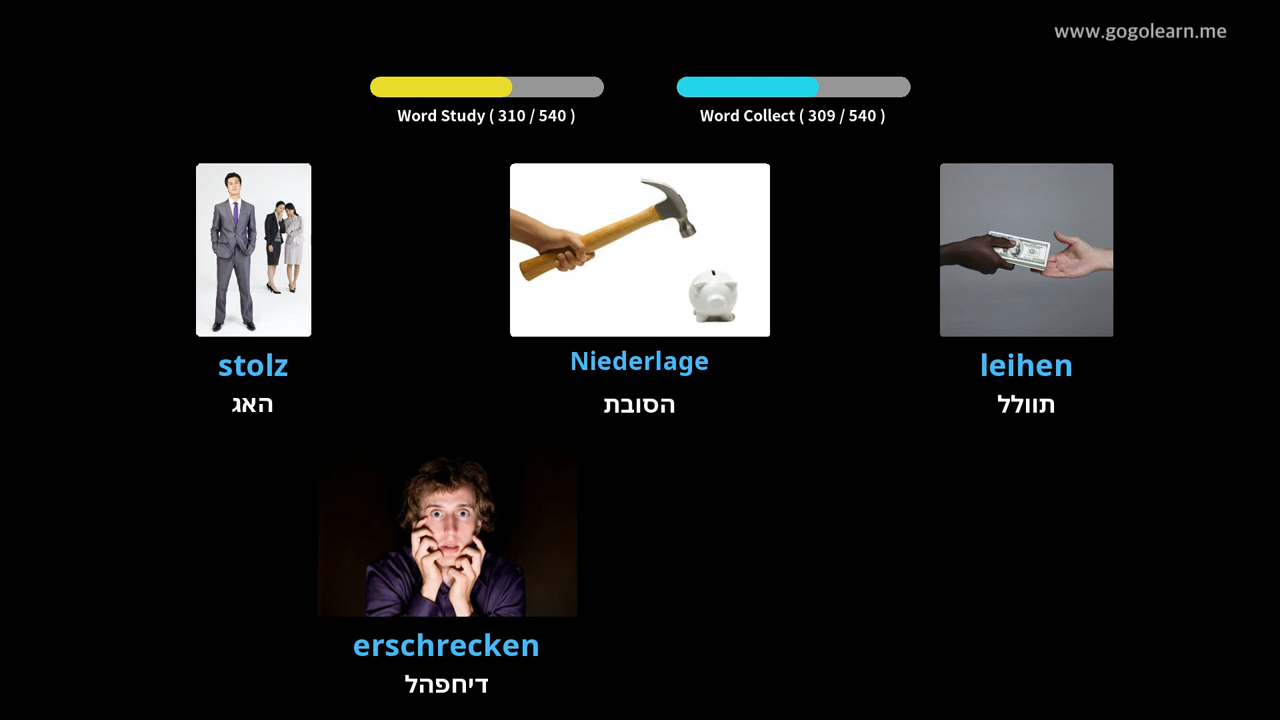 www.gogolearn.me
Word Study ( 310 / 540 )
Word Collect ( 309 / 540 )
stolz
האג
Niederlage
הסובת
leihen
תוולל
erschrecken
דיחפהל